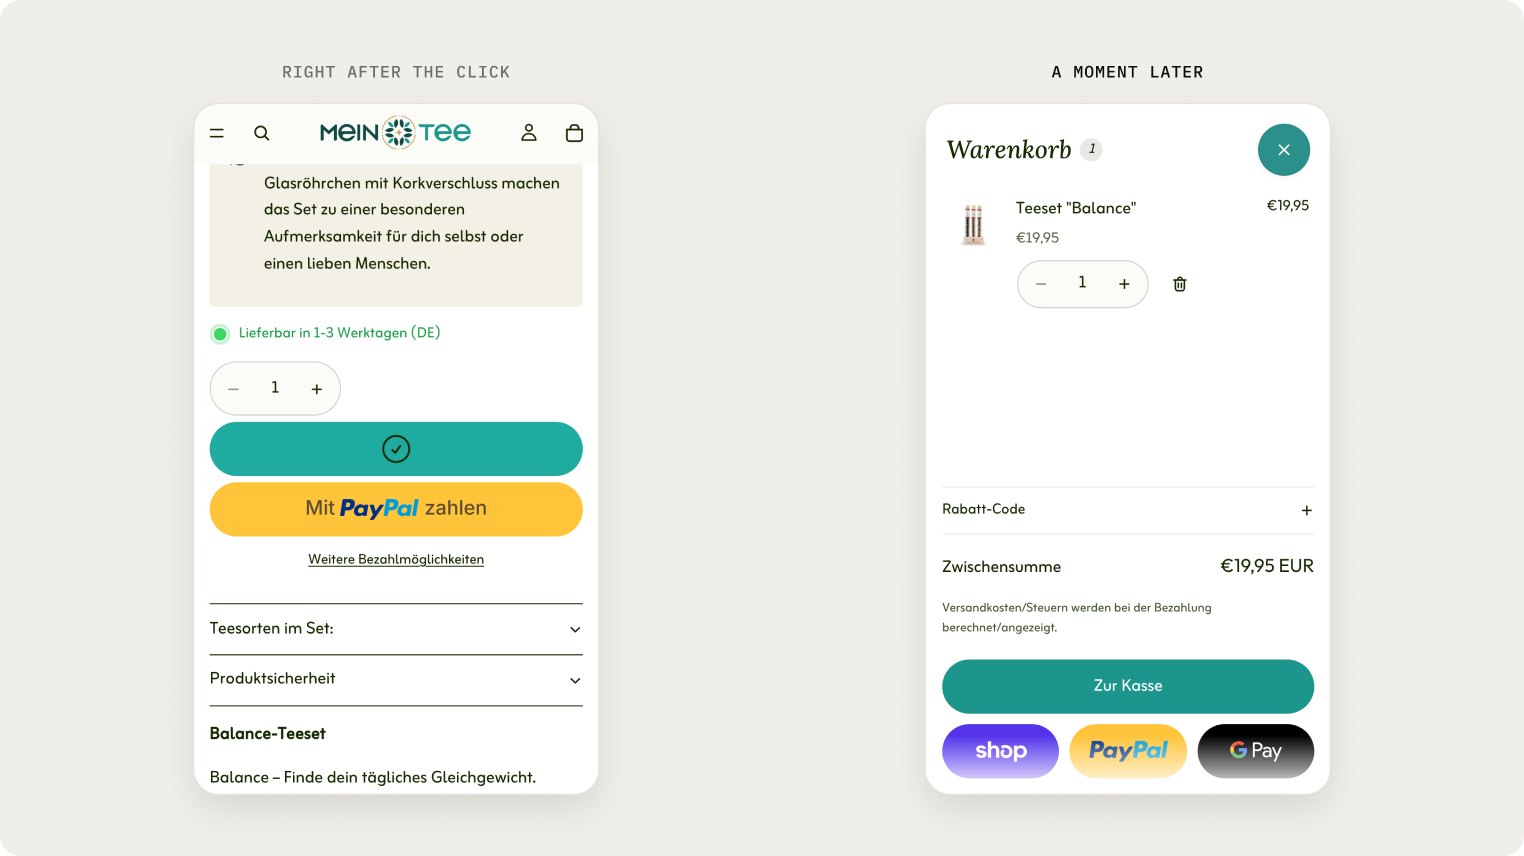 RIGHT AFTER THE CLICK
MEIN TEE
Glasröhrchen mit Korkverschluss machen
das Set zu einer besonderen
Aufmerksamkeit für dich selbst oder
einen lieben Menschen.
Lieferbar in 1-3 Werktagen (DE)
− 1 +
Mit PayPal zahlen
Weitere Bezahlmöglichkeiten
Teesorten im Set:
Produktsicherheit
Balance-Teeset
Balance – Finde dein tägliches Gleichgewicht.
A MOMENT LATER
Warenkorb 1
Teeset "Balance" €19,95
€19,95
− 1 +
Rabatt-Code +
Zwischensumme €19,95 EUR
Versandkosten/Steuern werden bei der Bezahlung
berechnet/angezeigt.
Zur Kasse
shop PayPal G Pay